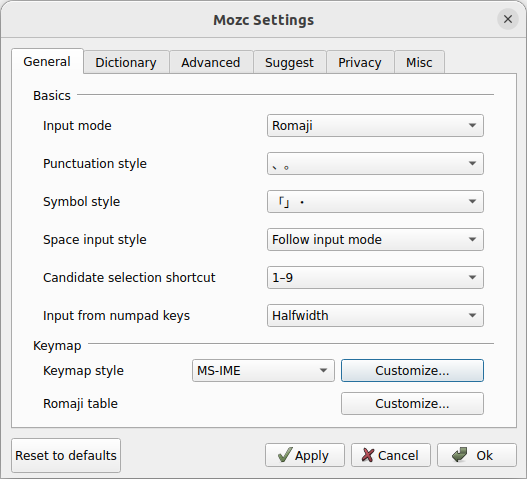 Mozc Settings
General Dictionary Advanced Suggest Privacy Misc
Basics
Input mode Romaji
Punctuation style 、。
Symbol style 「」・
Space input style Follow input mode
Candidate selection shortcut 1–9
Input from numpad keys Halfwidth
Keymap
Keymap style MS-IME Customize...
Romaji table Customize...
Reset to defaults Apply Cancel Ok